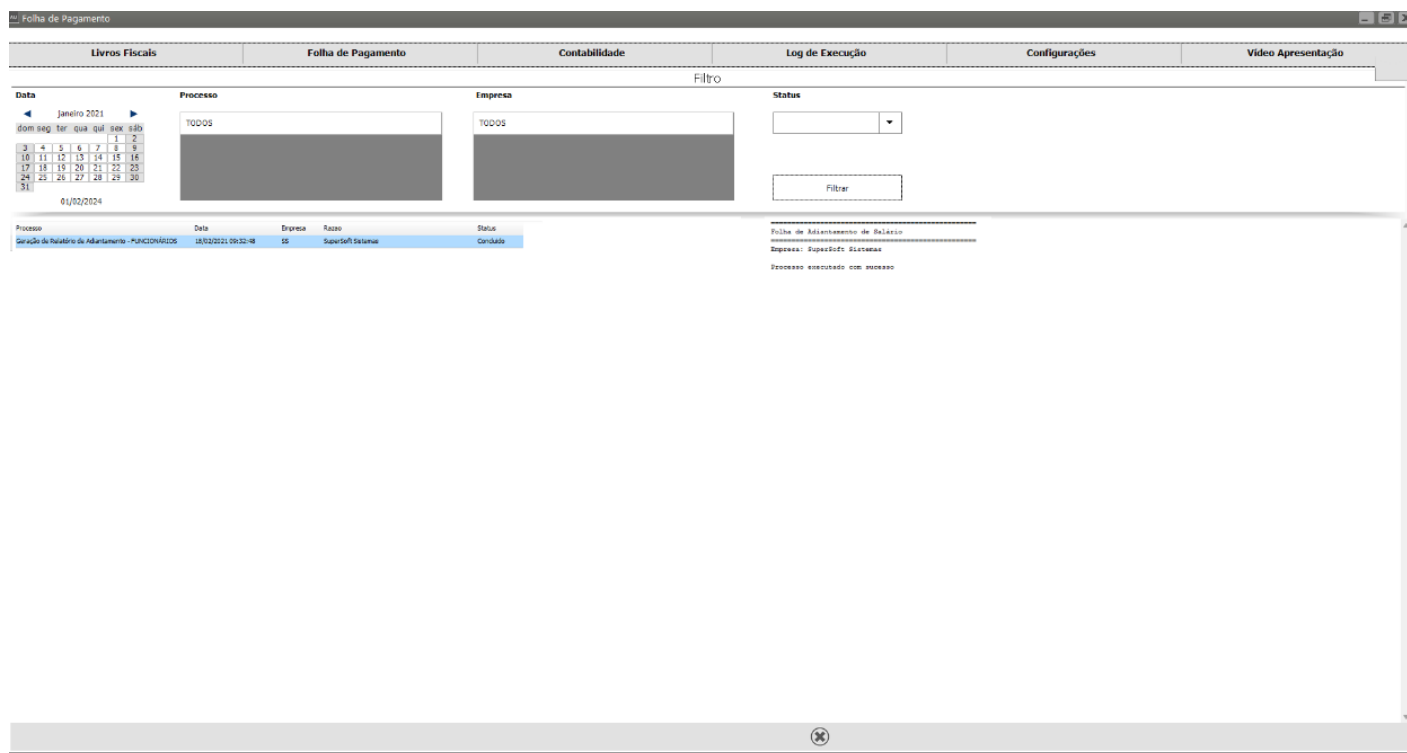 Folha de Pagamento
Livros Fiscais Folha de Pagamento Contabilidade Log de Execução Configurações Vídeo Apresentação
Filtro
Data Processo Empresa Status
janeiro 2021
dom seg ter qua qui sex sáb
1 2
3 4 5 6 7 8 9
10 11 12 13 14 15 16
17 18 19 20 21 22 23
24 25 26 27 28 29 30
31
01/02/2024
TODOS
TODOS
Filtrar
Processo Data Empresa Razao Status
Geração de Relatório de Adiantamento - FUNCIONÁRIOS 18/02/2021 09:32:48 SS SuperSoft Sistemas Concluido
==================================================
Folha de Adiantamento de Salário
==================================================
Empresa: SuperSoft Sistemas
Processo executado com sucesso